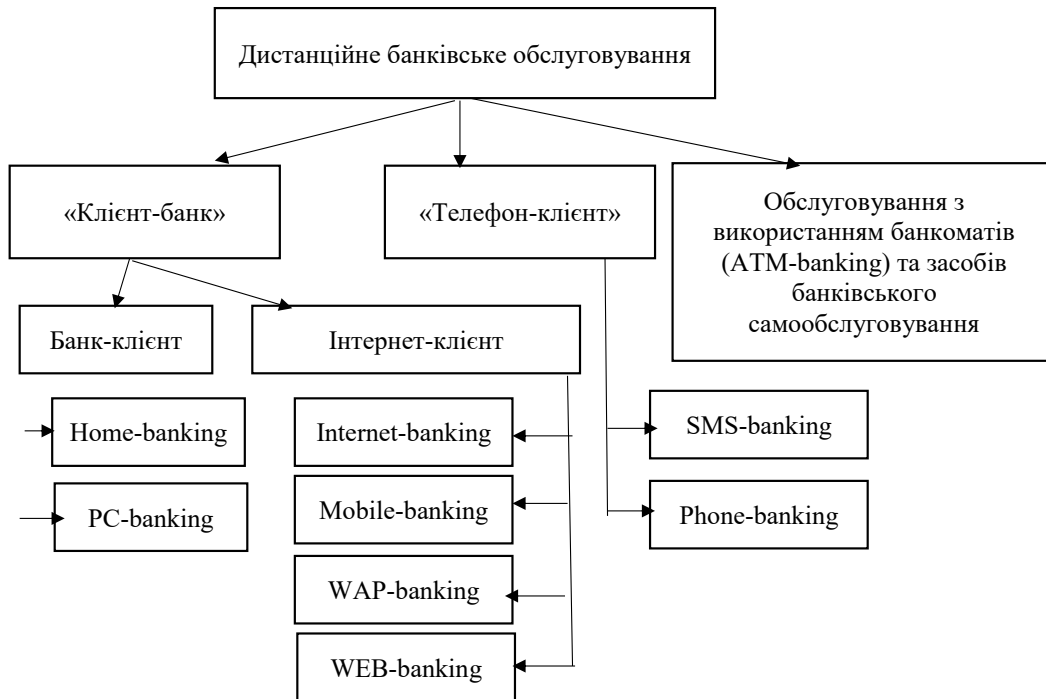 Дистанційне банківське обслуговування
«Клієнт-банк»
«Телефон-клієнт»
Обслуговування з
використанням банкоматів
(ATM-banking) та засобів
банківського
самообслуговування
Банк-клієнт
Інтернет-клієнт
Home-banking
Internet-banking
SMS-banking
PC-banking
Mobile-banking
Phone-banking
WAP-banking
WEB-banking